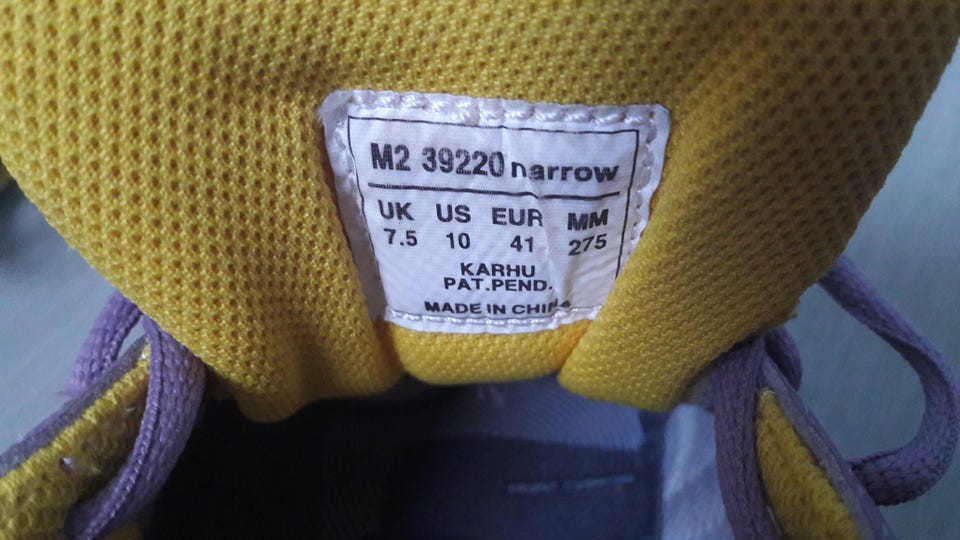 M2 39220 narrow
UK US EUR MM
7.5 10 41 275
KARHU
PAT.PEND.
MADE IN CHINA